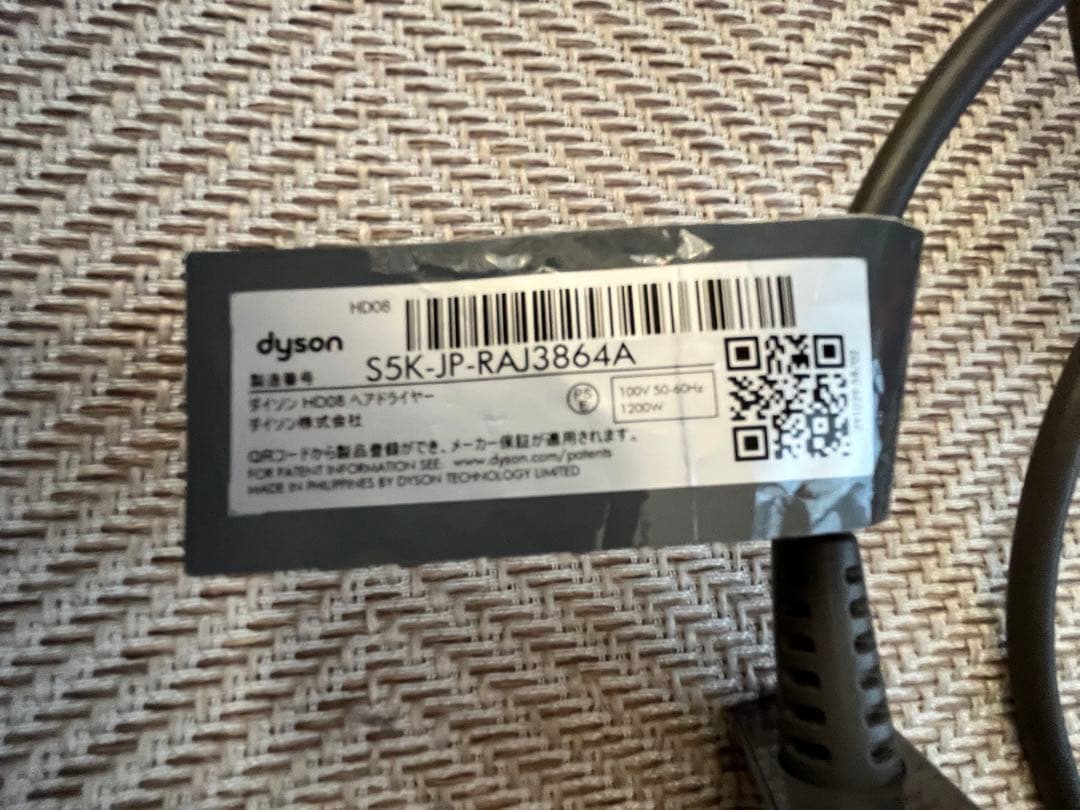 HD08
dyson
製造番号 S5K-JP-RAJ3864A
ダイソン HD08 ヘアドライヤー
ダイソン株式会社
PS
E
100V 50-60Hz
1200W
QRコードから製品登録ができ、メーカー保証が適用されます。
FOR PATENT INFORMATION SEE: www.dyson.com/patents
MADE IN PHILIPPINES BY DYSON TECHNOLOGY LIMITED